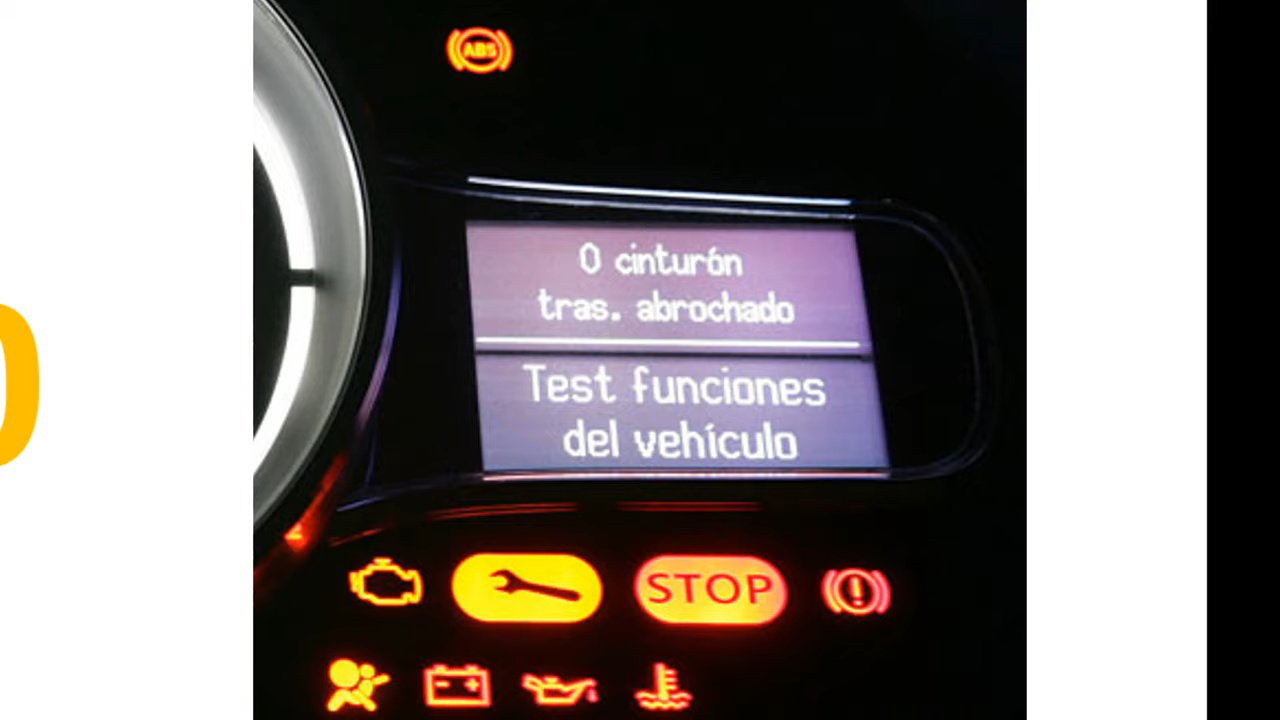 ABS
0 cinturón
tras. abrochado
Test funciones
del vehículo
STOP